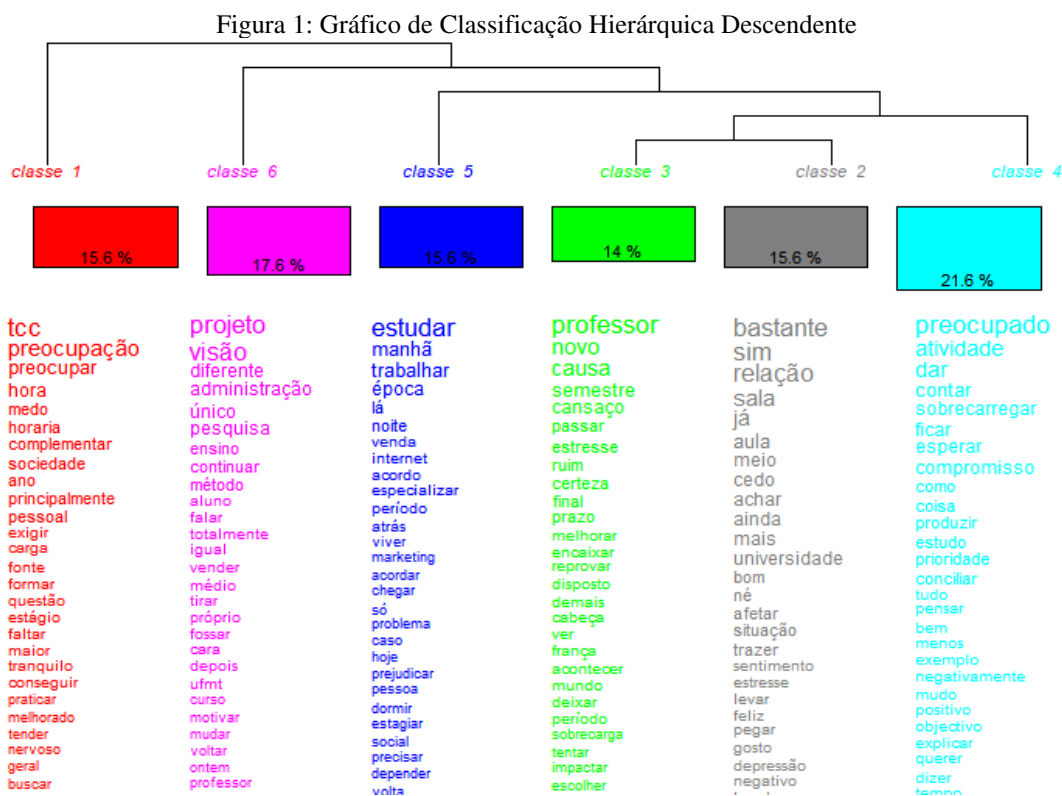 Figura 1: Gráfico de Classificação Hierárquica Descendente
classe 1
classe 6
classe 5
classe 3
classe 2
classe 4
15.6 %
17.6 %
15.6 %
14 %
15.6 %
21.6 %
tcc
preocupação
preocupar
hora
medo
horaria
complementar
sociedade
ano
principalmente
pessoal
exigir
carga
fonte
formar
questão
estágio
faltar
maior
tranquilo
conseguir
praticar
melhorado
tender
nervoso
geral
buscar
projeto
visão
diferente
administração
único
pesquisa
ensino
continuar
método
aluno
falar
totalmente
igual
vender
médio
tirar
próprio
fossar
cara
depois
ufmt
curso
motivar
mudar
voltar
ontem
professor
estudar
manhã
trabalhar
época
lá
noite
venda
internet
acordo
especializar
período
atrás
viver
marketing
acordar
chegar
só
problema
caso
hoje
prejudicar
pessoa
dormir
estagiar
social
precisar
depender
volta
professor
novo
causa
semestre
cansaço
passar
estresse
ruim
certeza
final
prazo
melhorar
encaixar
reprovar
disposto
demais
cabeça
ver
frança
acontecer
mundo
deixar
período
sobrecarga
tentar
impactar
escolher
bastante
sim
relação
sala
já
aula
meio
cedo
achar
ainda
mais
universidade
bom
né
afetar
situação
trazer
sentimento
estresse
levar
feliz
pegar
gosto
depressão
negativo
preocupado
atividade
dar
contar
sobrecarregar
ficar
esperar
compromisso
como
coisa
produzir
estudo
prioridade
conciliar
tudo
pensar
bem
menos
exemplo
negativamente
mudo
positivo
objectivo
explicar
querer
dizer
tempo